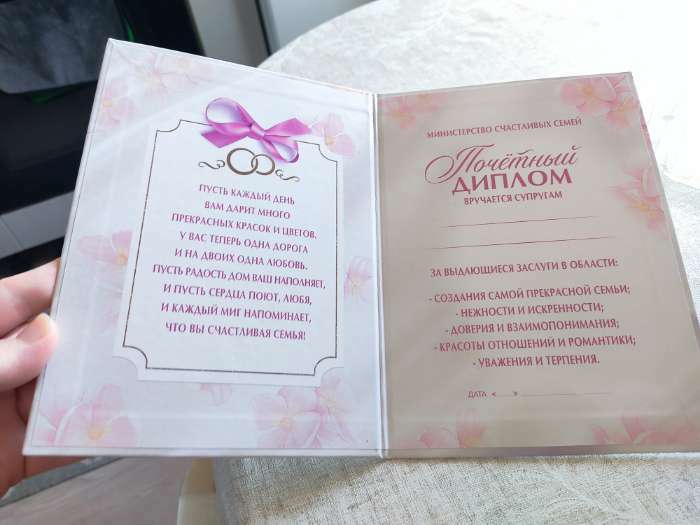 ПУСТЬ КАЖДЫЙ ДЕНЬ
ВАМ ДАРИТ МНОГО
ПРЕКРАСНЫХ КРАСОК И ЦВЕТОВ.
У ВАС ТЕПЕРЬ ОДНА ДОРОГА
И НА ДВОИХ ОДНА ЛЮБОВЬ.
ПУСТЬ РАДОСТЬ ДОМ ВАШ НАПОЛНЯЕТ,
И ПУСТЬ СЕРДЦА ПОЮТ, ЛЮБЯ,
И КАЖДЫЙ МИГ НАПОМИНАЕТ,
ЧТО ВЫ СЧАСТЛИВАЯ СЕМЬЯ!
МИНИСТЕРСТВО СЧАСТЛИВЫХ СЕМЕЙ
Почётный
ДИПЛОМ
ВРУЧАЕТСЯ СУПРУГАМ
ЗА ВЫДАЮЩИЕСЯ ЗАСЛУГИ В ОБЛАСТИ:
- СОЗДАНИЯ САМОЙ ПРЕКРАСНОЙ СЕМЬИ;
- НЕЖНОСТИ И ИСКРЕННОСТИ;
- ДОВЕРИЯ И ВЗАИМОПОНИМАНИЯ;
- КРАСОТЫ ОТНОШЕНИЙ И РОМАНТИКИ;
- УВАЖЕНИЯ И ТЕРПЕНИЯ.
ДАТА «___»